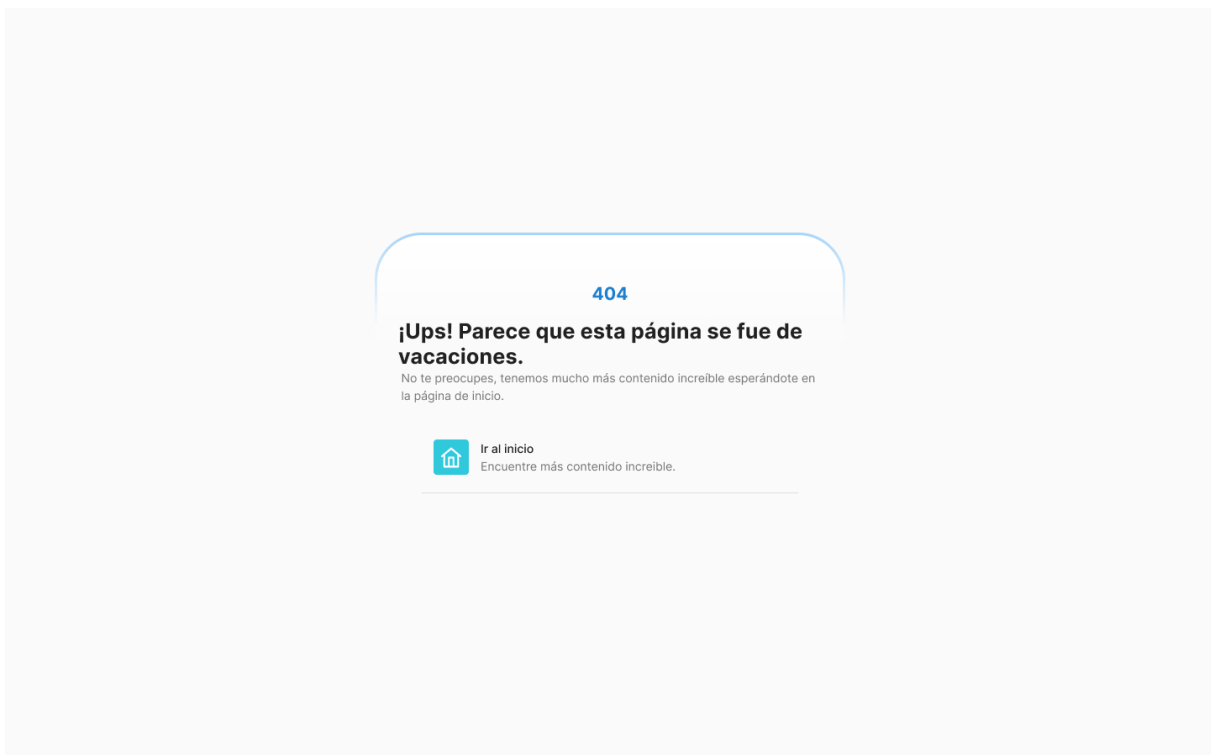 404
¡Ups! Parece que esta página se fue de
vacaciones.
No te preocupes, tenemos mucho más contenido increíble esperándote en
la página de inicio.
Ir al inicio
Encuentre más contenido increible.